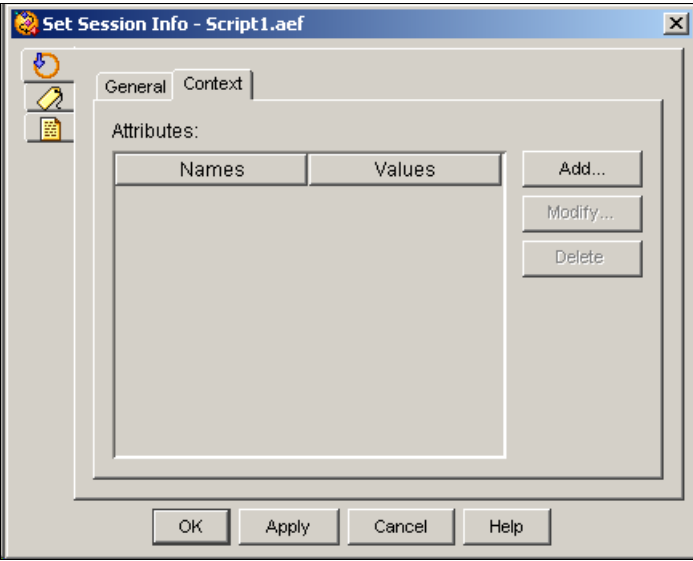 Set Session Info - Script1.aef
General Context
Attributes:
Names Values
Add...
Modify...
Delete
OK Apply Cancel Help